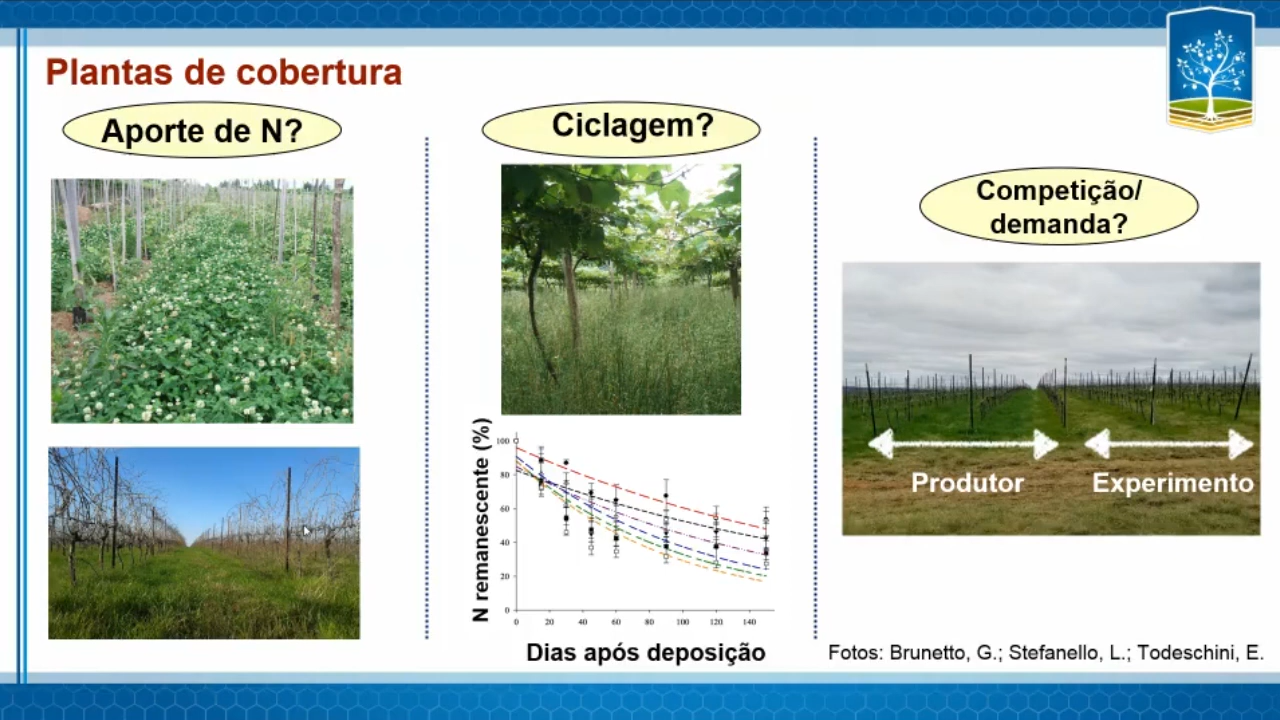 Plantas de cobertura
Aporte de N?
Ciclagem?
Competição/
demanda?
Produtor
Experimento
N remanescente (%)
100
80
60
40
20
0
0 20 40 60 80 100 120 140
Dias após deposição
Fotos: Brunetto, G.; Stefanello, L.; Todeschini, E.